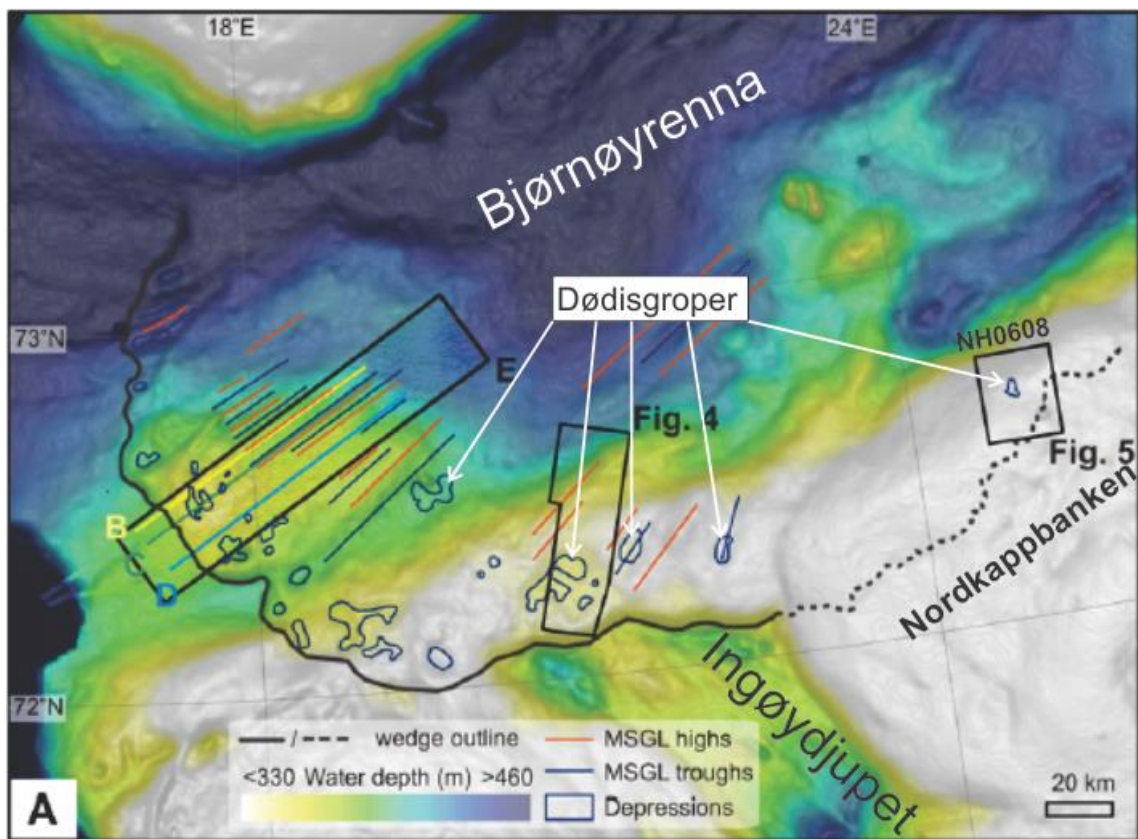 18°E
24°E
Bjørnøyrenna
Dødisgroper
73°N
NH0608
E
Fig. 4
Fig. 5
B
D
Nordkappbanken
Ingøydjupet
72°N
wedge outline
MSGL highs
<330 Water depth (m) >460
MSGL troughs
Depressions
20 km
A